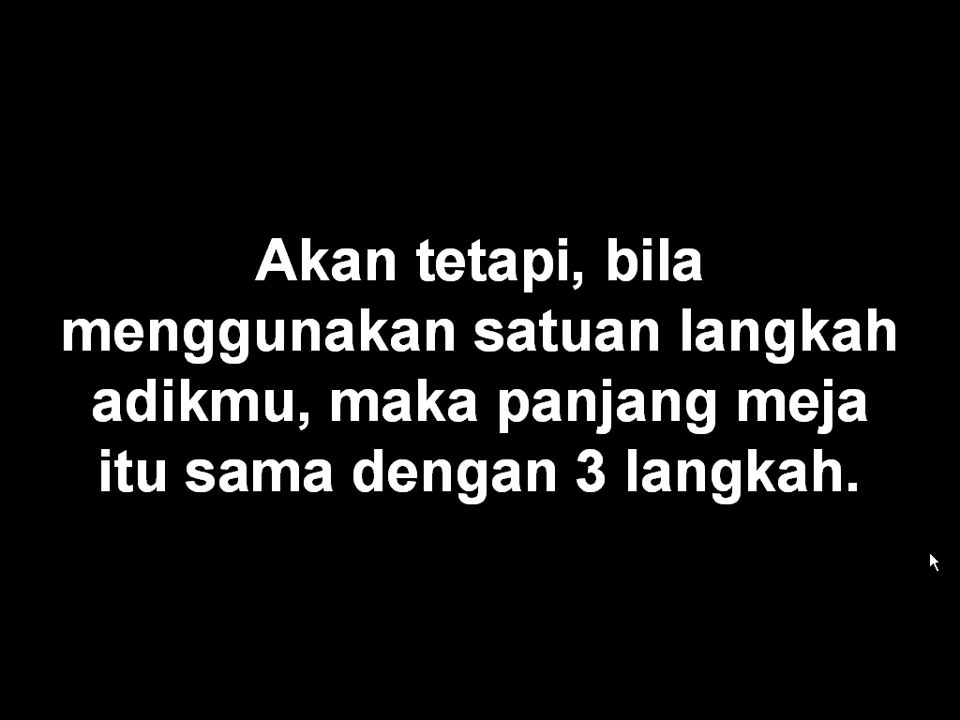 Akan tetapi, bila
menggunakan satuan langkah
adikmu, maka panjang meja
itu sama dengan 3 langkah.